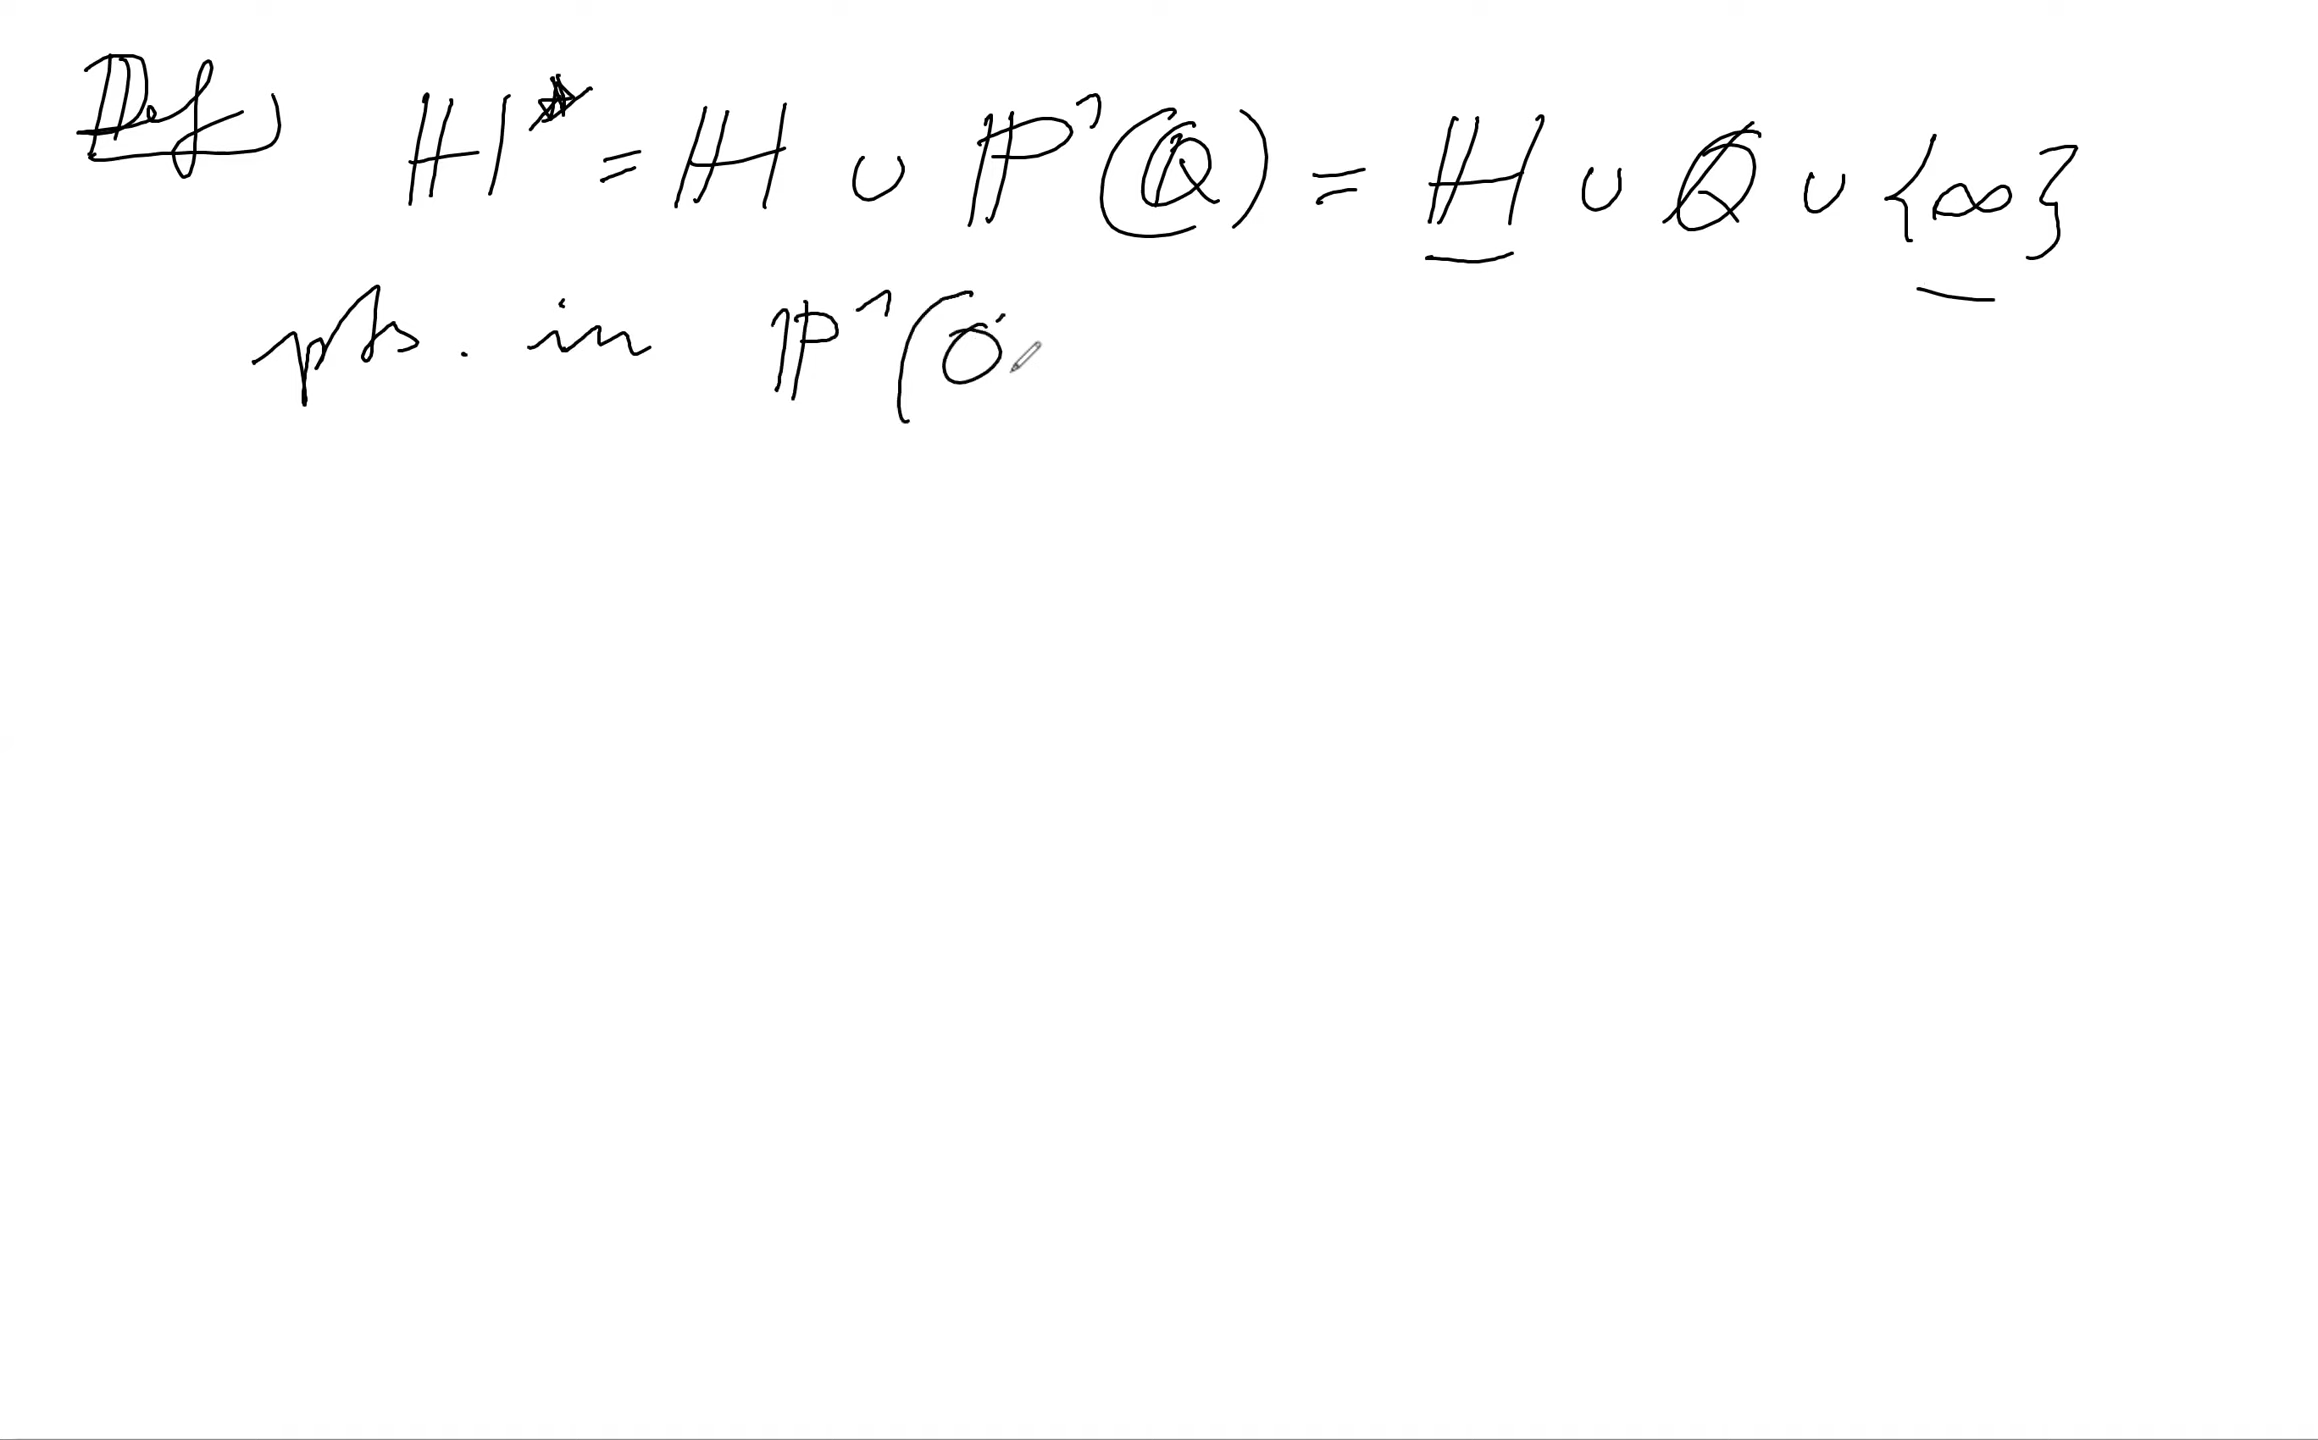 Def ℍ* = ℍ ∪ ℙ¹(ℚ) = ℍ ∪ ℚ ∪ {∞}
pts. in ℙ¹(